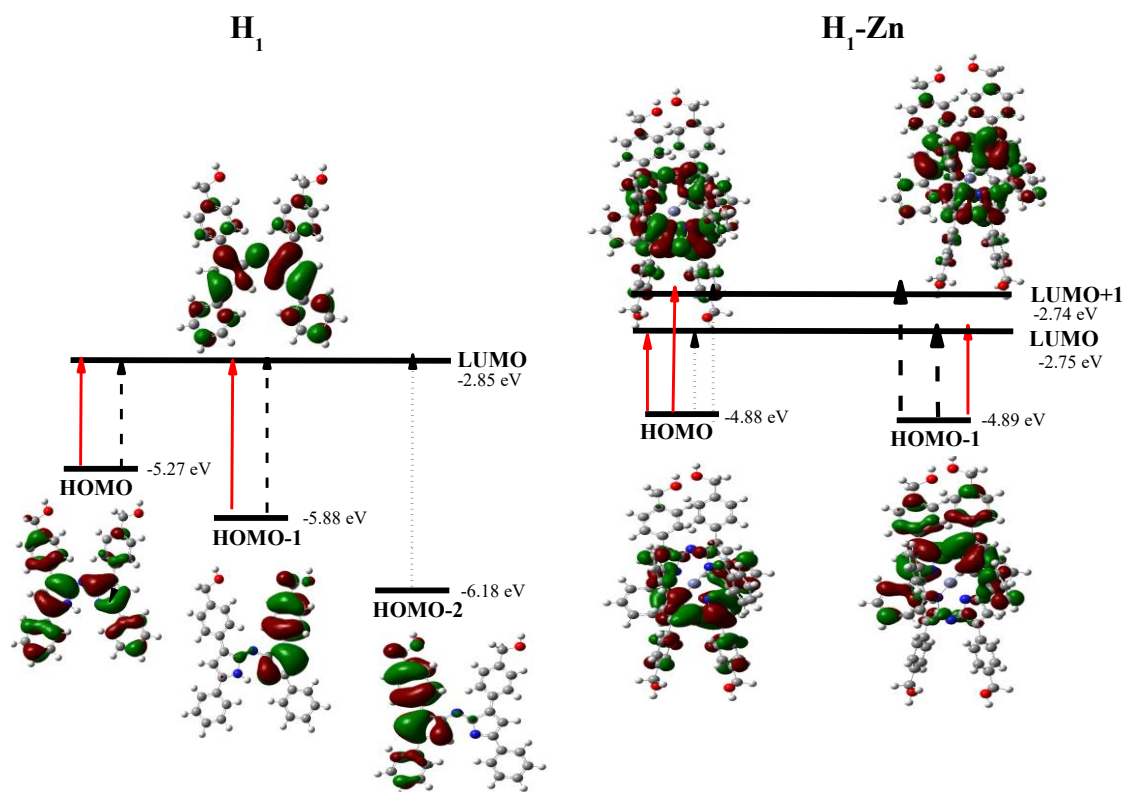 H1
H1-Zn
LUMO
-2.85 eV
HOMO
-5.27 eV
HOMO-1
-5.88 eV
HOMO-2
-6.18 eV
LUMO+1
-2.74 eV
LUMO
-2.75 eV
HOMO
-4.88 eV
HOMO-1
-4.89 eV